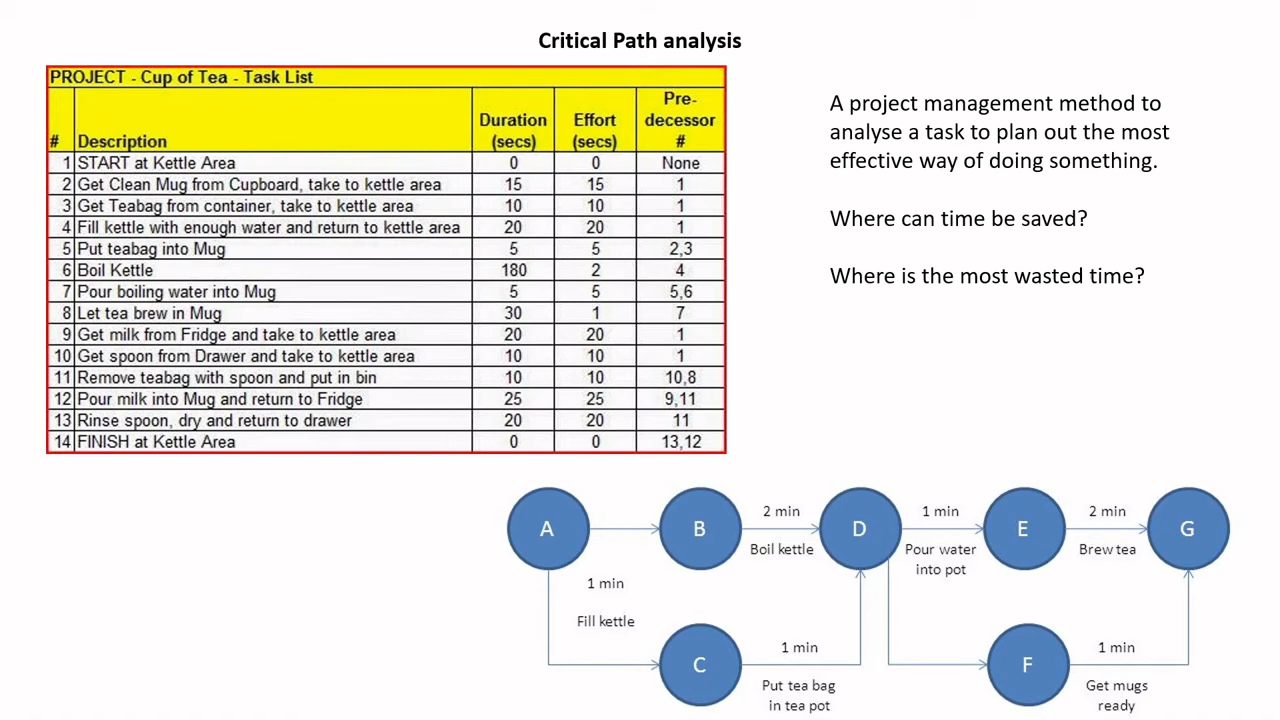 Critical Path analysis
PROJECT - Cup of Tea - Task List
# Description Duration (secs) Effort (secs) Pre-decessor #
1 START at Kettle Area 0 0 None
2 Get Clean Mug from Cupboard, take to kettle area 15 15 1
3 Get Teabag from container, take to kettle area 10 10 1
4 Fill kettle with enough water and return to kettle area 20 20 1
5 Put teabag into Mug 5 5 2,3
6 Boil Kettle 180 2 4
7 Pour boiling water into Mug 5 5 5,6
8 Let tea brew in Mug 30 1 7
9 Get milk from Fridge and take to kettle area 20 20 1
10 Get spoon from Drawer and take to kettle area 10 10 1
11 Remove teabag with spoon and put in bin 10 10 10,8
12 Pour milk into Mug and return to Fridge 25 25 9,11
13 Rinse spoon, dry and return to drawer 20 20 11
14 FINISH at Kettle Area 0 0 13,12
A project management method to
analyse a task to plan out the most
effective way of doing something.
Where can time be saved?
Where is the most wasted time?
A
B
2 min
Boil kettle
D
1 min
Pour water
into pot
E
2 min
Brew tea
G
1 min
Fill kettle
C
1 min
Put tea bag
in tea pot
F
1 min
Get mugs
ready